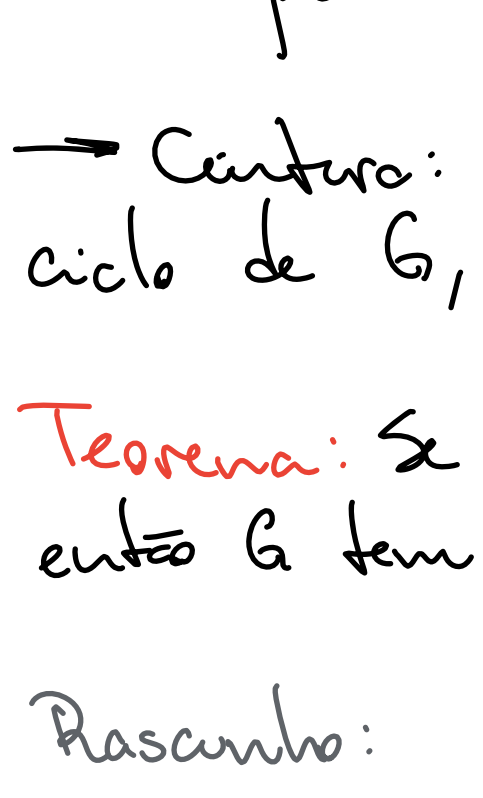 → Cintura:
ciclo de G,
Teorema: Se
então G tem
Rascunho: